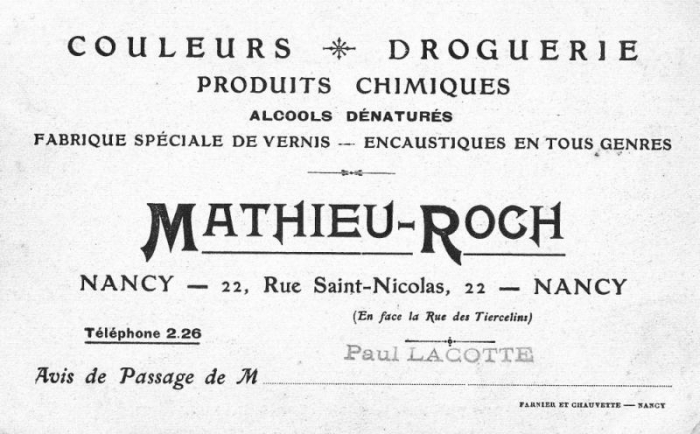 COULEURS DROGUERIE
PRODUITS CHIMIQUES
ALCOOLS DÉNATURÉS
FABRIQUE SPÉCIALE DE VERNIS — ENCAUSTIQUES EN TOUS GENRES
MATHIEU-ROCH
NANCY — 22, Rue Saint-Nicolas, 22 — NANCY
(En face la Rue des Tiercelins)
Téléphone 2.26
Paul LACOTTE
Avis de Passage de M
FARNIER ET CHAUVETTE — NANCY